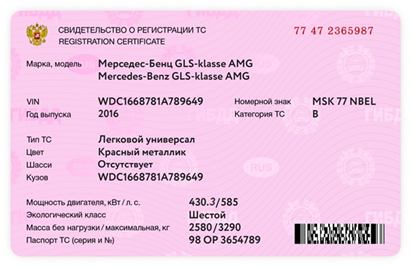 СВИДЕТЕЛЬСТВО О РЕГИСТРАЦИИ ТС
REGISTRATION CERTIFICATE
77 47 2365987
Марка, модель Мерседес-Бенц GLS-klasse AMG
Mercedes-Benz GLS-klasse AMG
VIN WDC1668781A789649 Номерной знак MSK 77 NBEL
Год выпуска 2016 Категория ТС B
Тип ТС Легковой универсал
Цвет Красный металлик
Шасси Отсутствует
Кузов WDC1668781A789649
Мощность двигателя, кВт / л. с. 430.3/585
Экологический класс Шестой
Масса без нагрузки / максимальная, кг 2580/3290
Паспорт ТС (серия и №) 98 ОР 3654789
ГИБДД
RUS